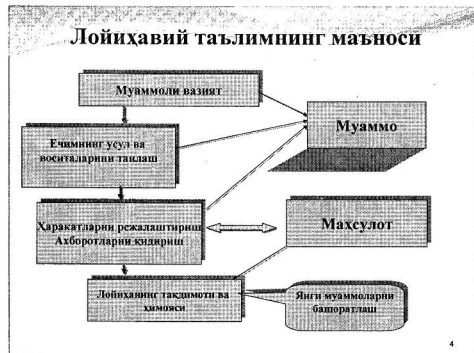 Лойиҳавий таълимнинг маъноси
Муаммоли вазият
Муаммо
Ечимнинг усул ва
воситаларини танлаш
Ҳаракатларни режалаштириш
Ахборотларни қидириш
Махсулот
Лойиҳанинг тақдимоти ва
ҳимояси
Янги муаммоларни
башоратлаш
4